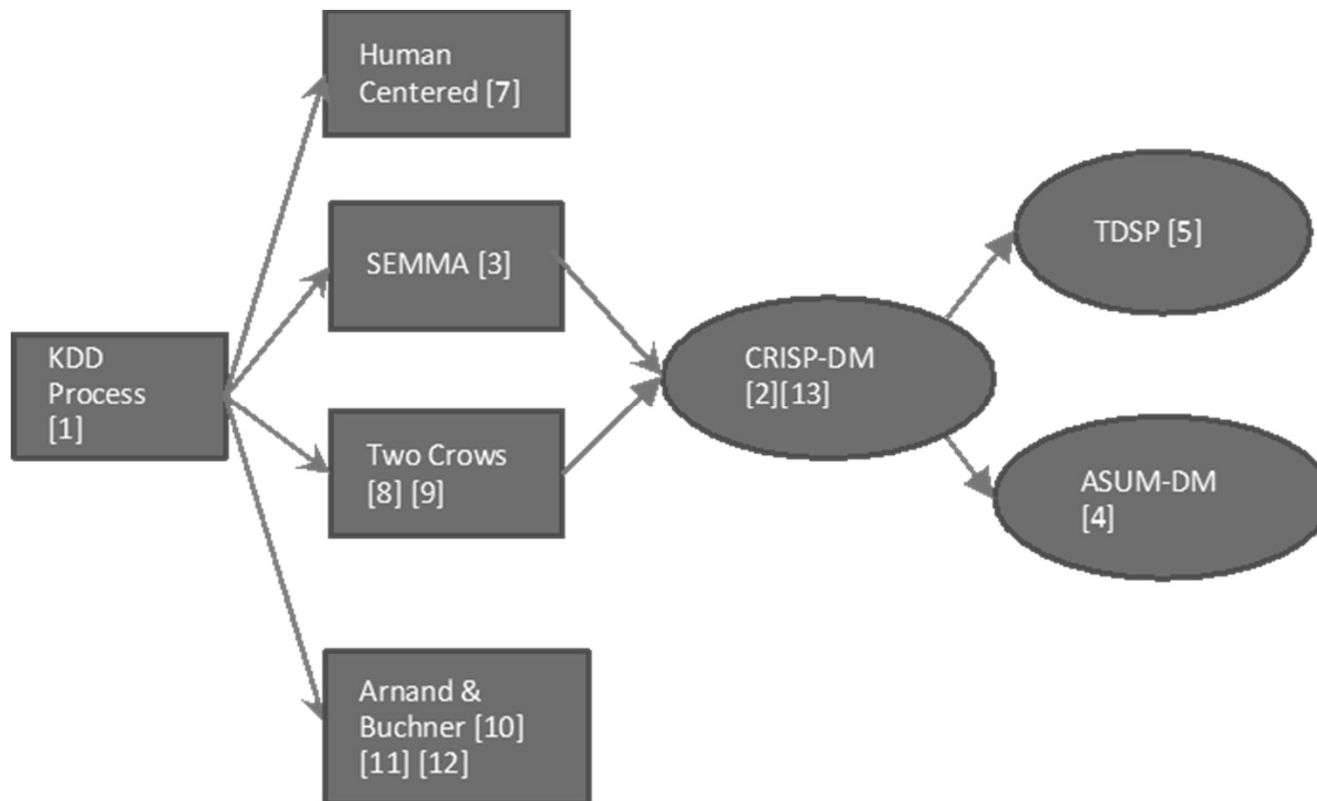 Human
Centered [7]
SEMMA [3]
TDSP [5]
KDD
Process
[1]
CRISP-DM
[2][13]
Two Crows
[8] [9]
ASUM-DM
[4]
Arnand &
Buchner [10]
[11] [12]